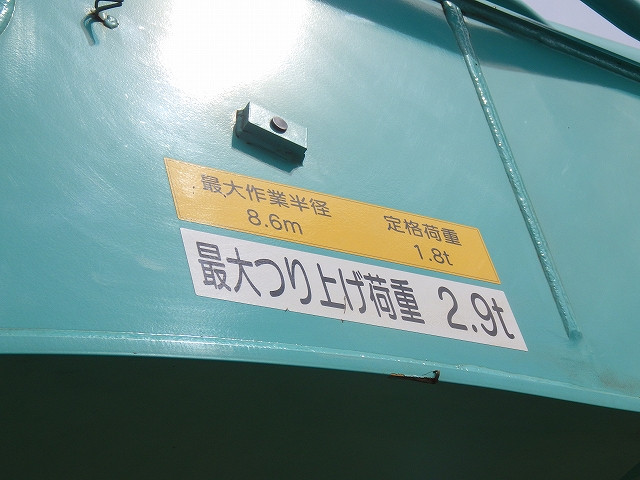 最大作業半径 定格荷重
8.6m 1.8t
最大つり上げ荷重 2.9t